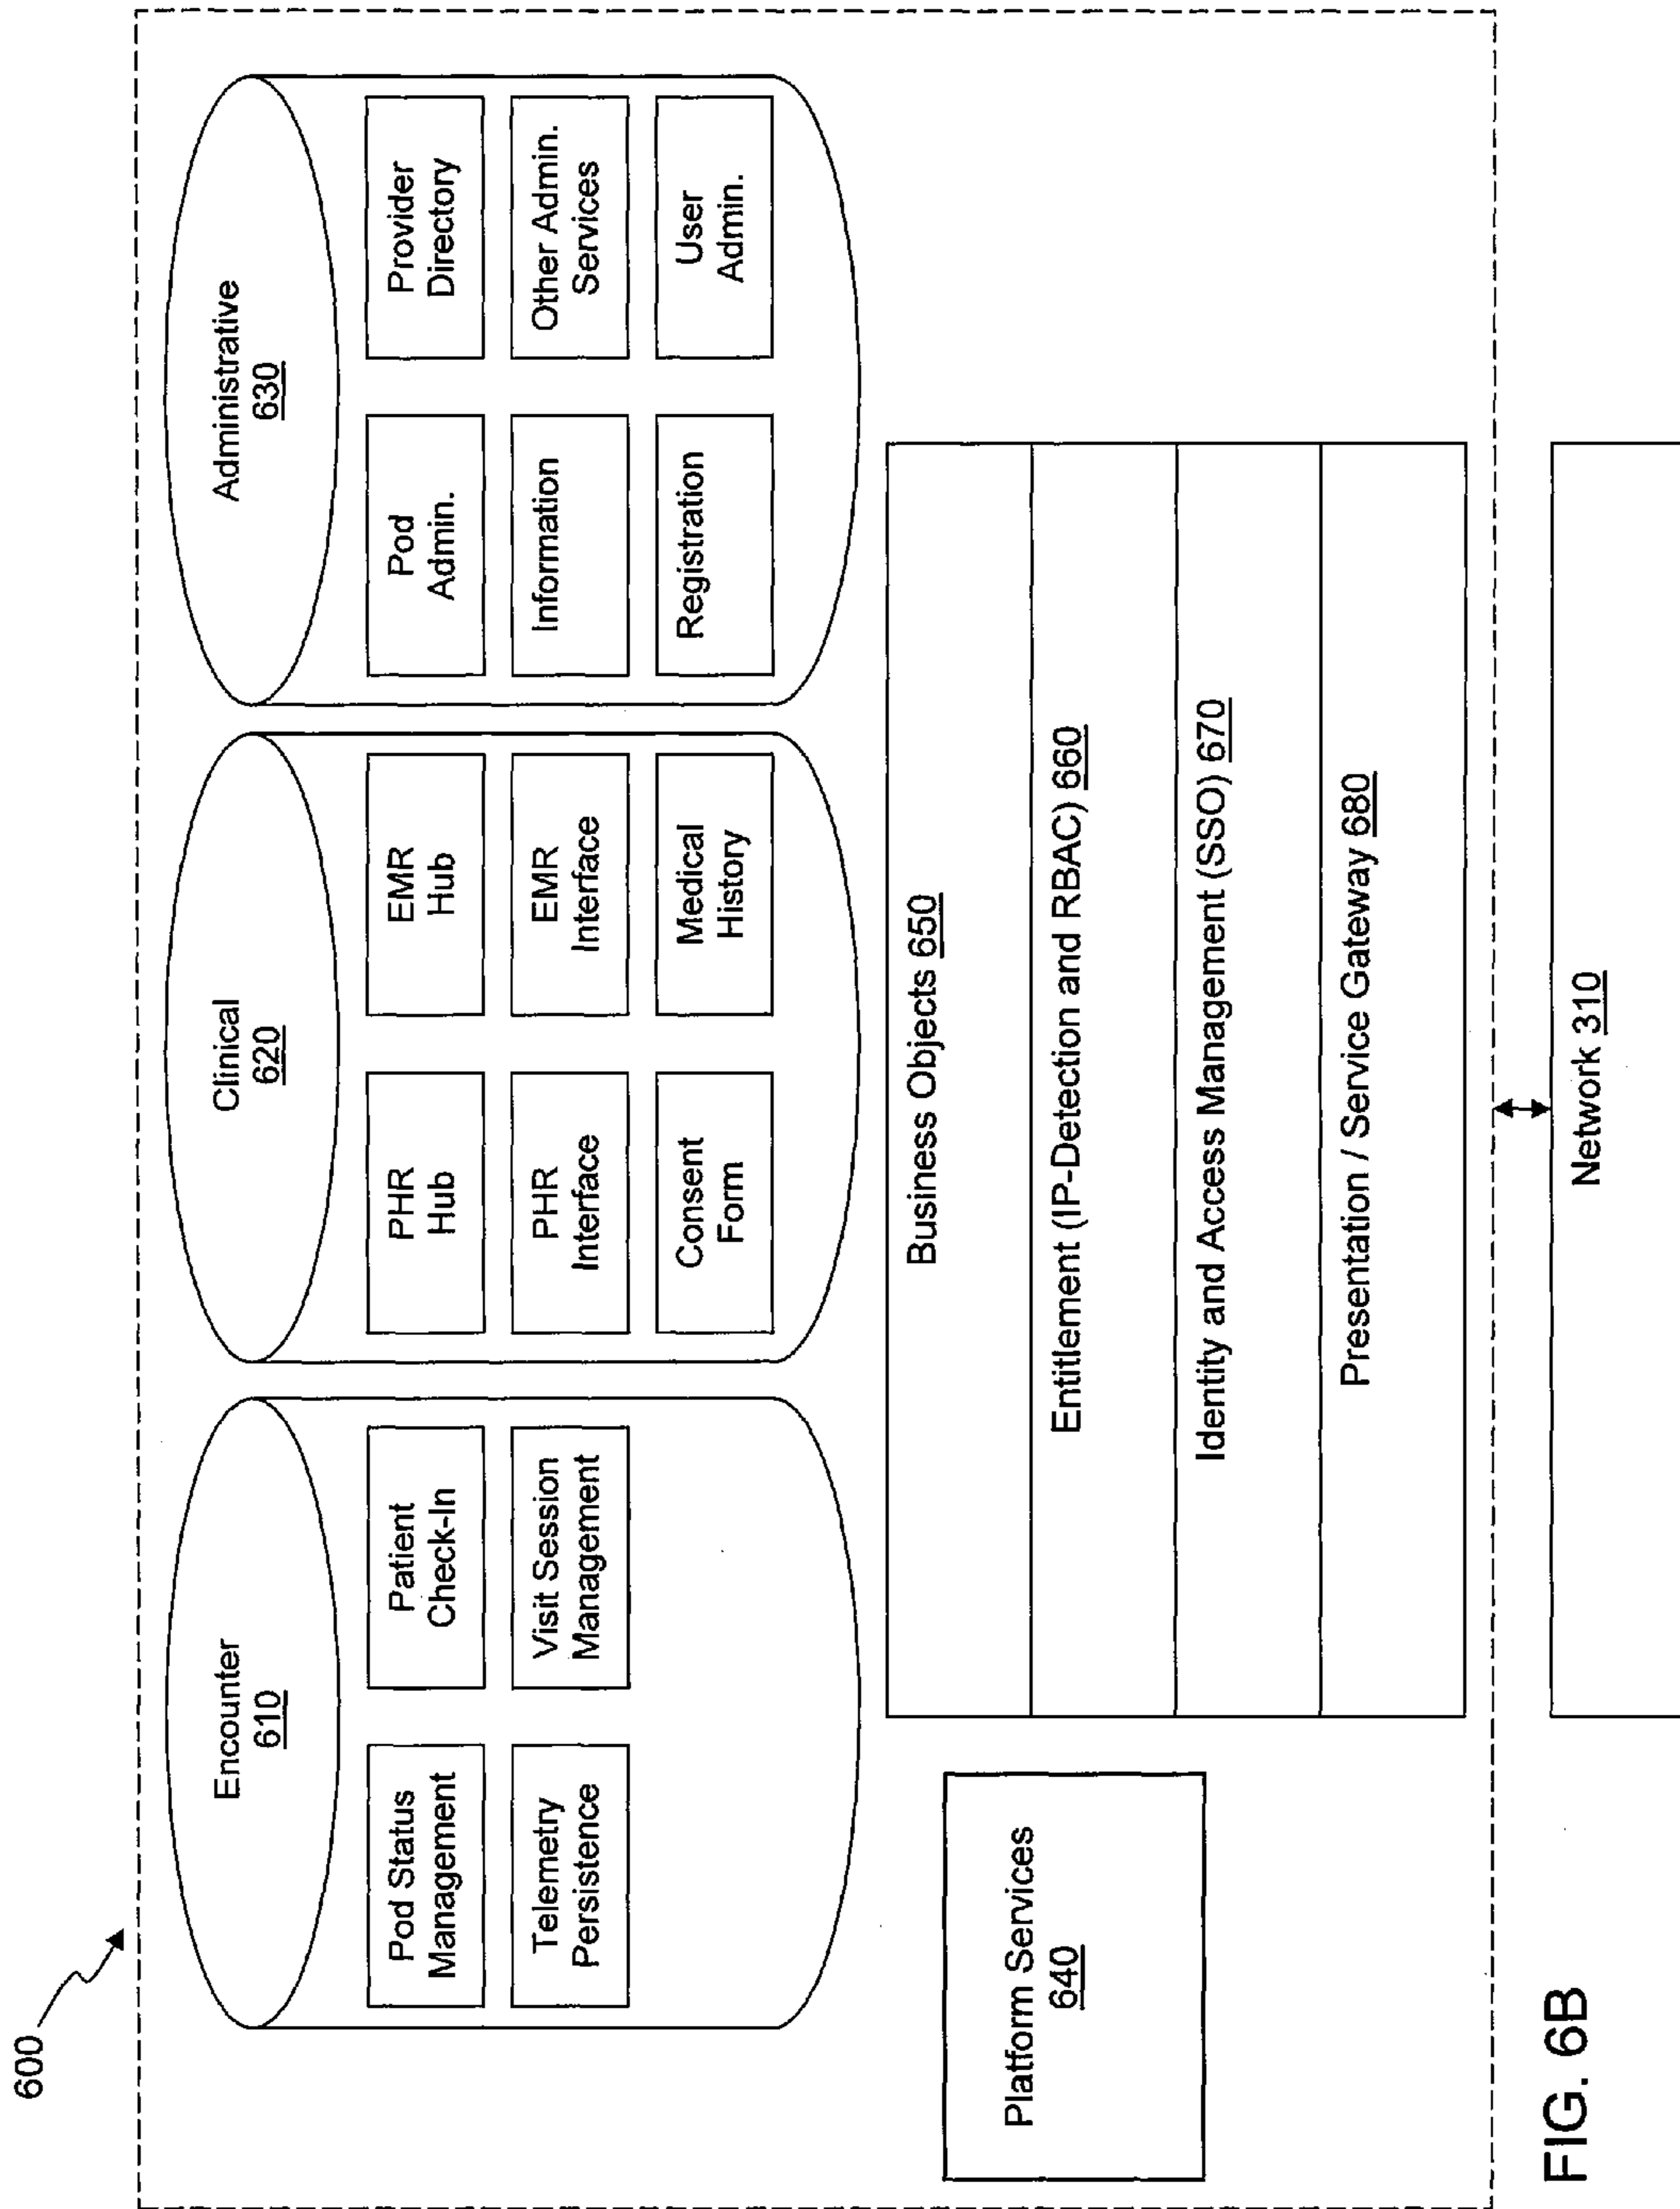 600
Encounter
610
Pod Status
Management
Patient
Check-In
Telemetry
Persistence
Visit Session
Management
Clinical
620
PHR
Hub
EMR
Hub
PHR
Interface
EMR
Interface
Consent
Form
Medical
History
Administrative
630
Pod
Admin.
Provider
Directory
Information
Other Admin.
Services
Registration
User
Admin.
Platform Services
640
Business Objects 650
Entitlement (IP-Detection and RBAC) 660
Identity and Access Management (SSO) 670
Presentation / Service Gateway 680
Network 310
FIG. 6B